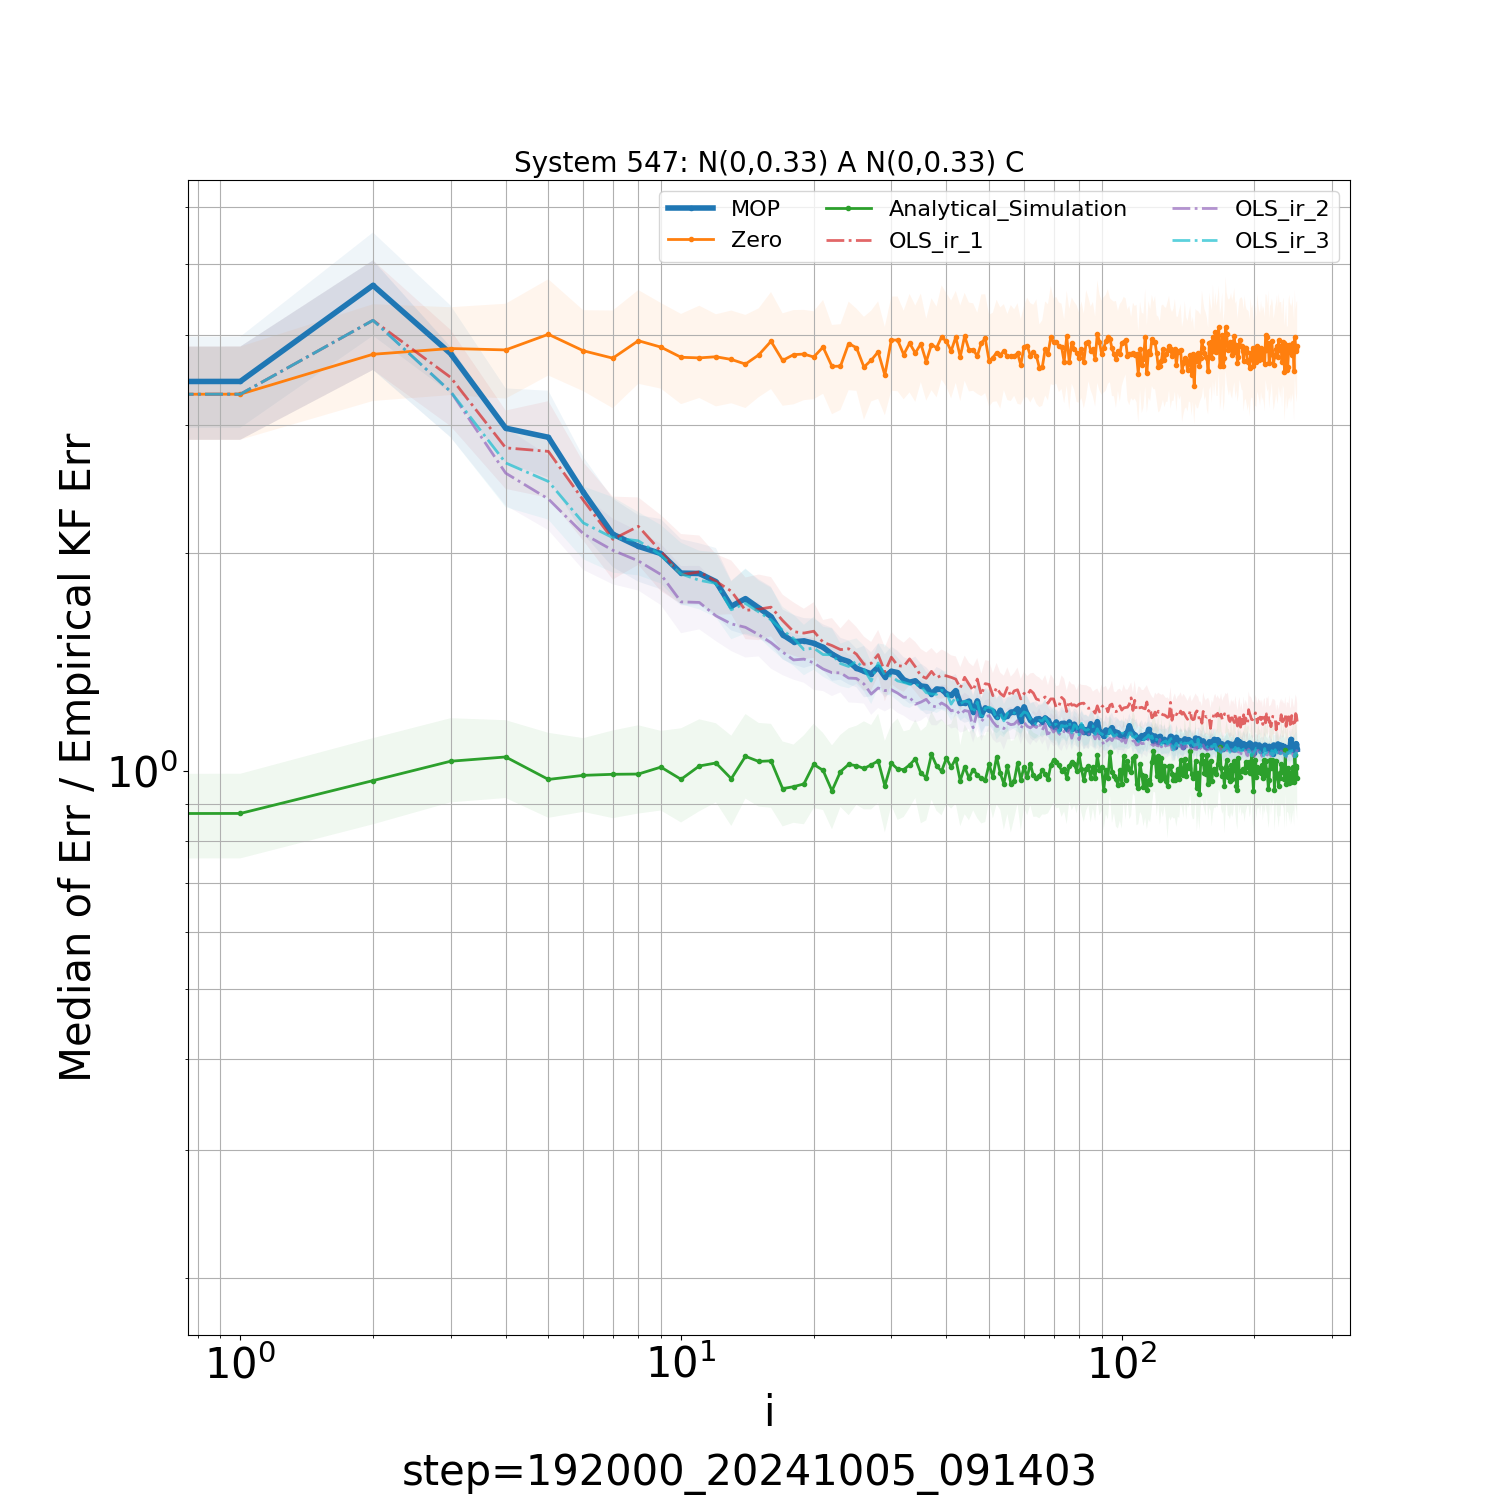 System 547: N(0,0.33) A N(0,0.33) C
MOP
Zero
Analytical_Simulation
OLS_ir_1
OLS_ir_2
OLS_ir_3
Median of Err / Empirical KF Err
10⁰
10⁰
10¹
10²
i
step=192000_20241005_091403